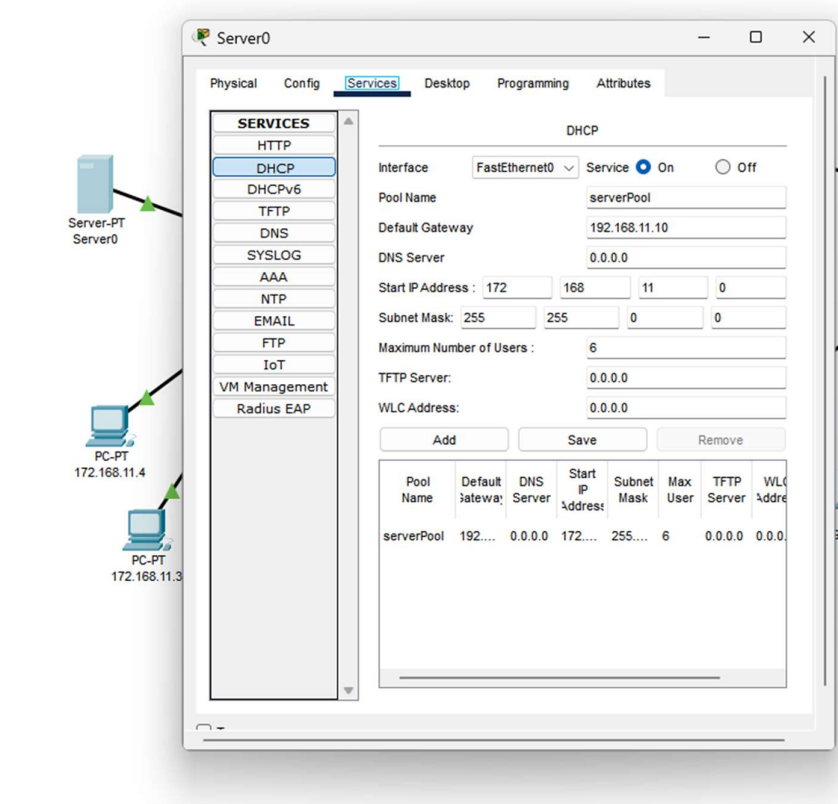 Server0
Physical Config Services Desktop Programming Attributes
SERVICES
HTTP
DHCP
DHCPv6
TFTP
DNS
SYSLOG
AAA
NTP
EMAIL
FTP
IoT
VM Management
Radius EAP
DHCP
Interface FastEthernet0 Service On Off
Pool Name serverPool
Default Gateway 192.168.11.10
DNS Server 0.0.0.0
Start IP Address : 172 168 11 0
Subnet Mask: 255 255 0 0
Maximum Number of Users : 6
TFTP Server: 0.0.0.0
WLC Address: 0.0.0.0
Add Save Remove
Pool Name Default Gateway DNS Server Start IP Address Subnet Mask Max User TFTP Server WLC Addre
serverPool 192.... 0.0.0.0 172.... 255.... 6 0.0.0.0 0.0.0.
Server-PT
Server0
PC-PT
172.168.11.4
PC-PT
172.168.11.3